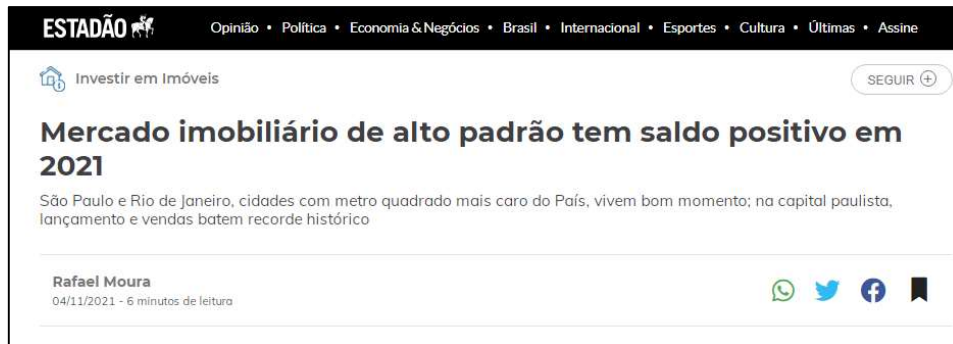 ESTADÃO Opinião • Política • Economia & Negócios • Brasil • Internacional • Esportes • Cultura • Últimas • Assine
Investir em Imóveis SEGUIR
Mercado imobiliário de alto padrão tem saldo positivo em
2021
São Paulo e Rio de Janeiro, cidades com metro quadrado mais caro do País, vivem bom momento; na capital paulista,
lançamento e vendas batem recorde histórico
Rafael Moura
04/11/2021 - 6 minutos de leitura